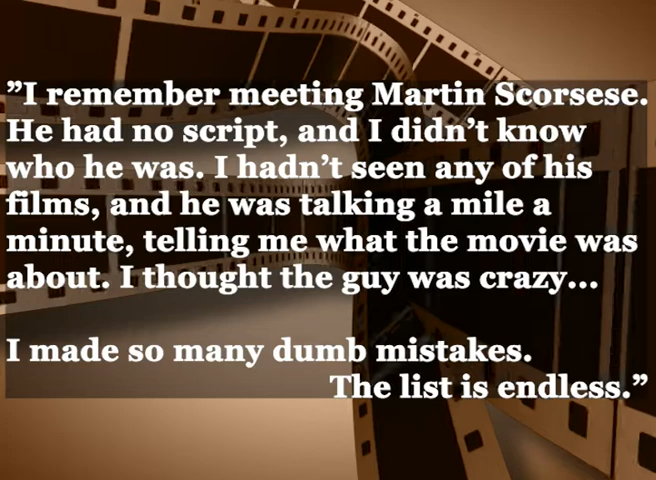 ”I remember meeting Martin Scorsese.
He had no script, and I didn’t know
who he was. I hadn’t seen any of his
films, and he was talking a mile a
minute, telling me what the movie was
about. I thought the guy was crazy...
I made so many dumb mistakes.
The list is endless.”